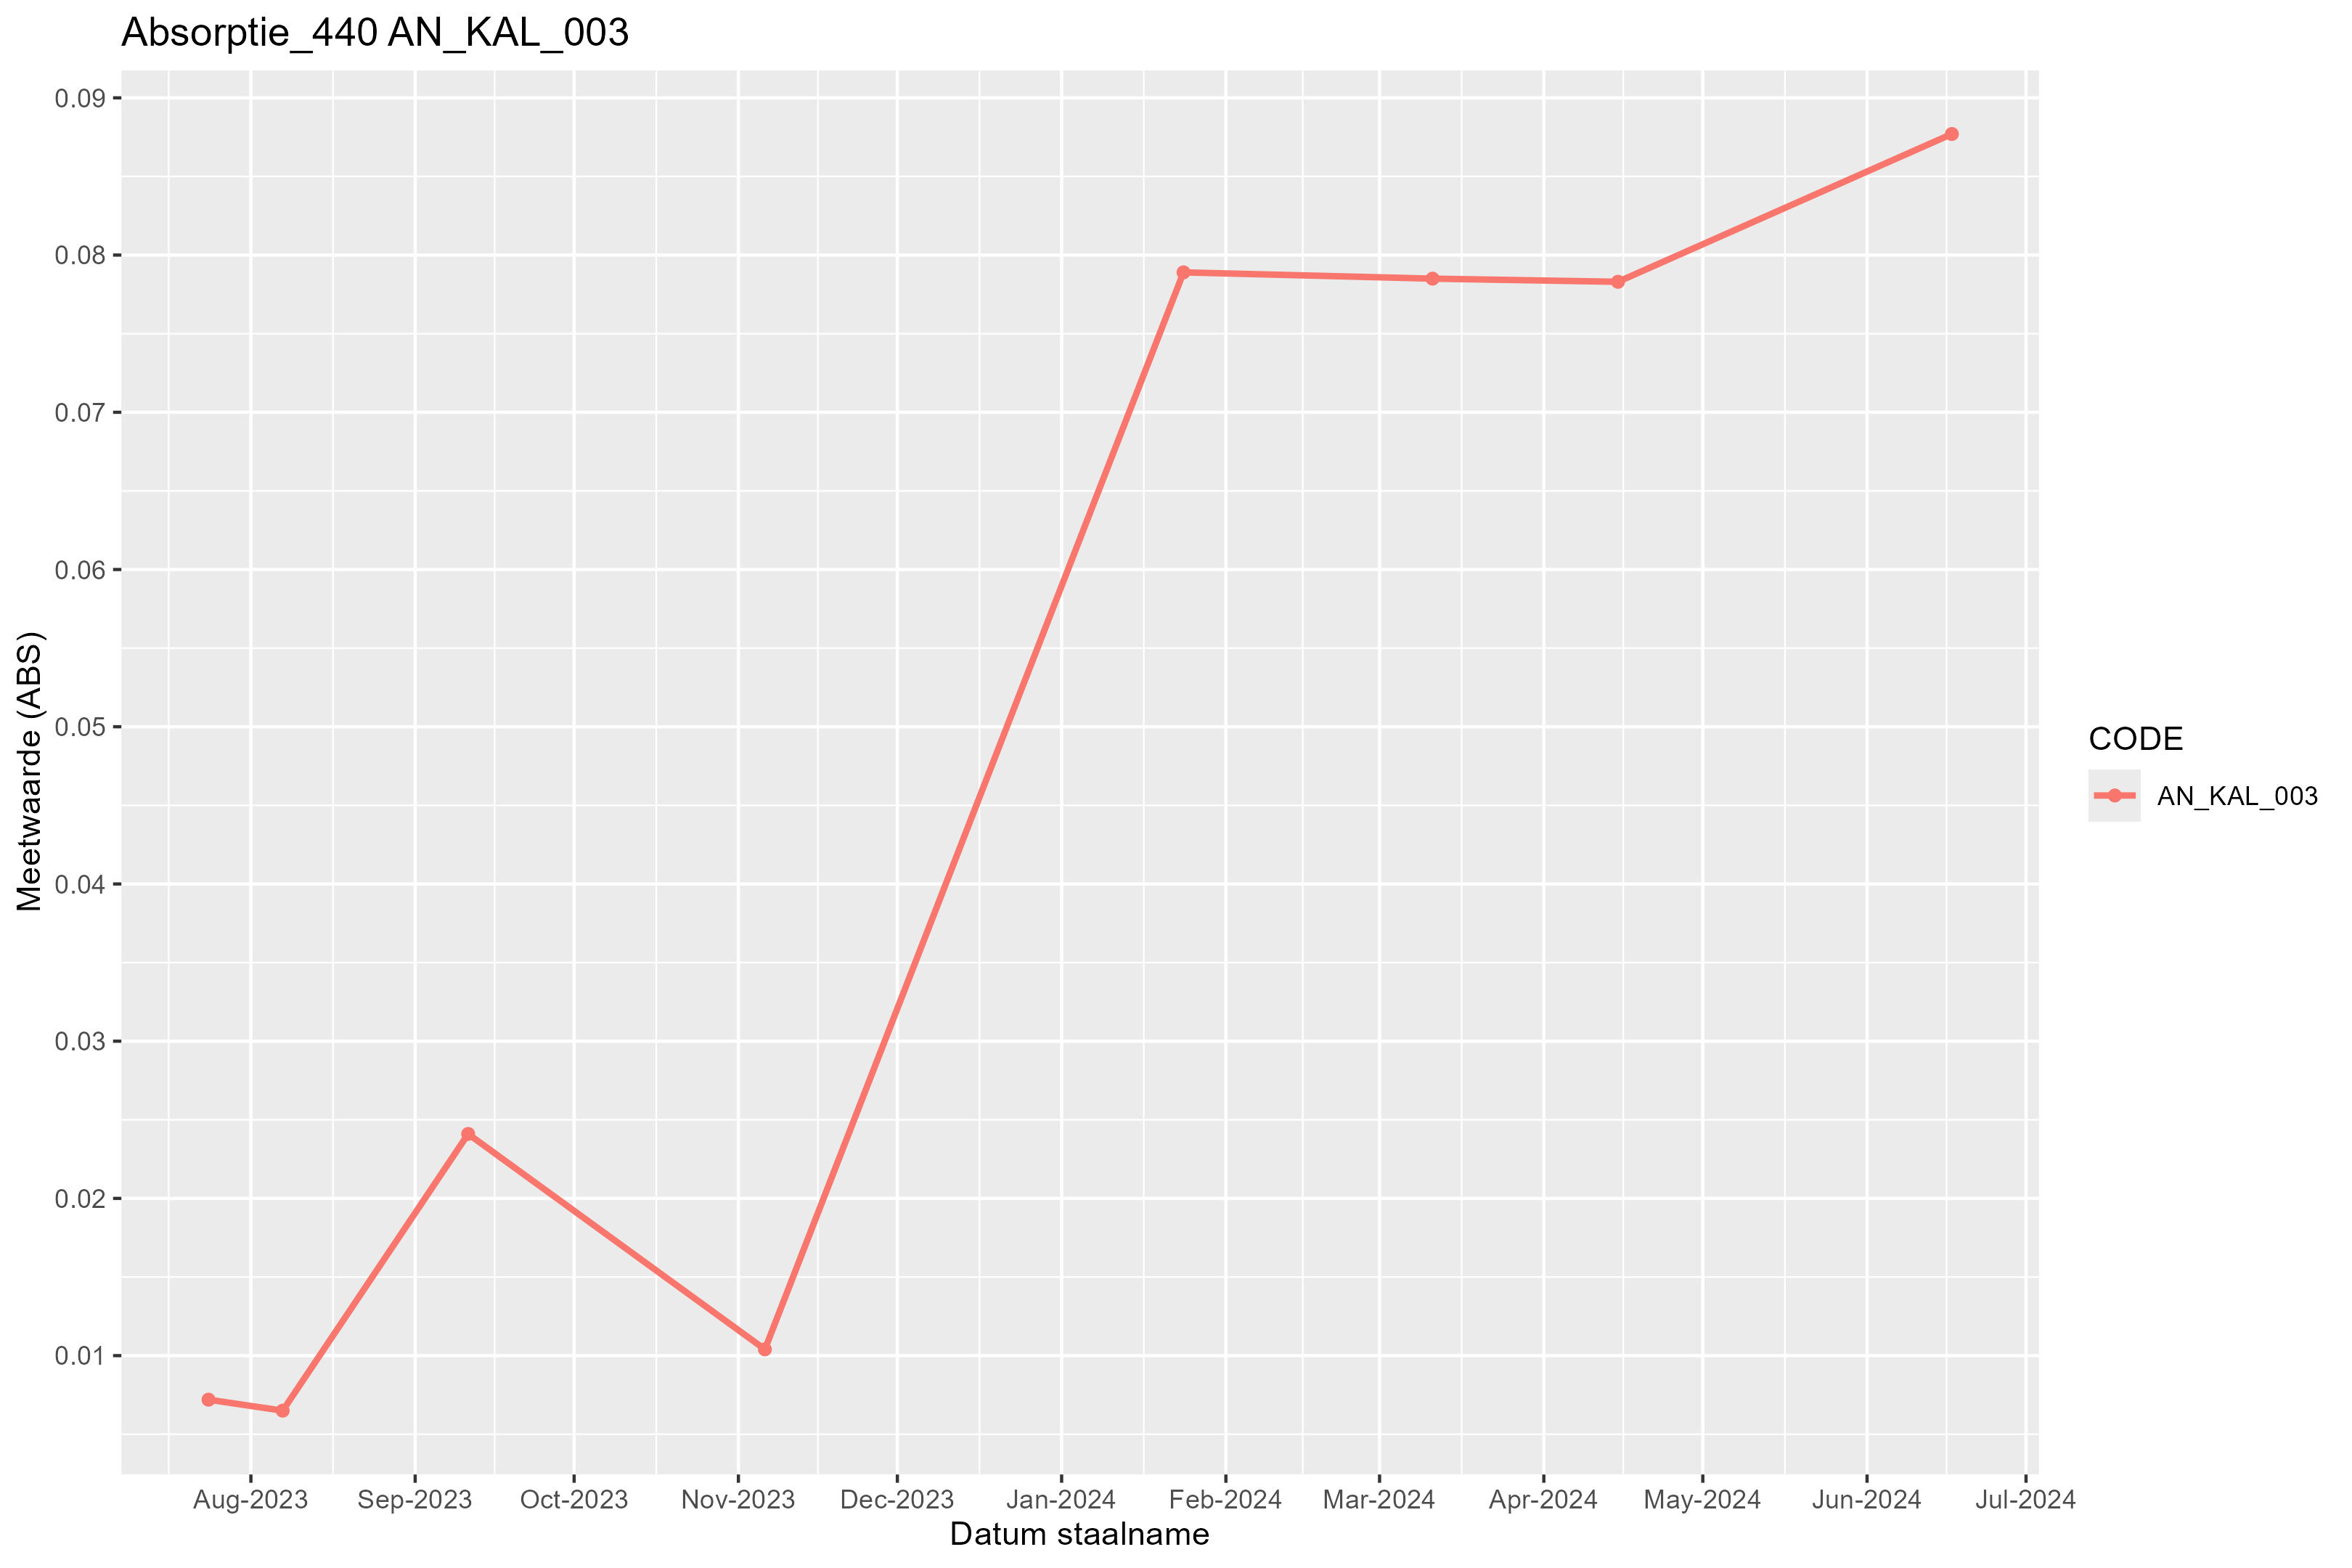 Absorptie_440 AN_KAL_003
0.09
0.08
0.07
0.06
0.05
0.04
0.03
0.02
0.01
Meetwaarde (ABS)
Aug-2023 Sep-2023 Oct-2023 Nov-2023 Dec-2023 Jan-2024 Feb-2024 Mar-2024 Apr-2024 May-2024 Jun-2024 Jul-2024
Datum staalname
CODE
AN_KAL_003